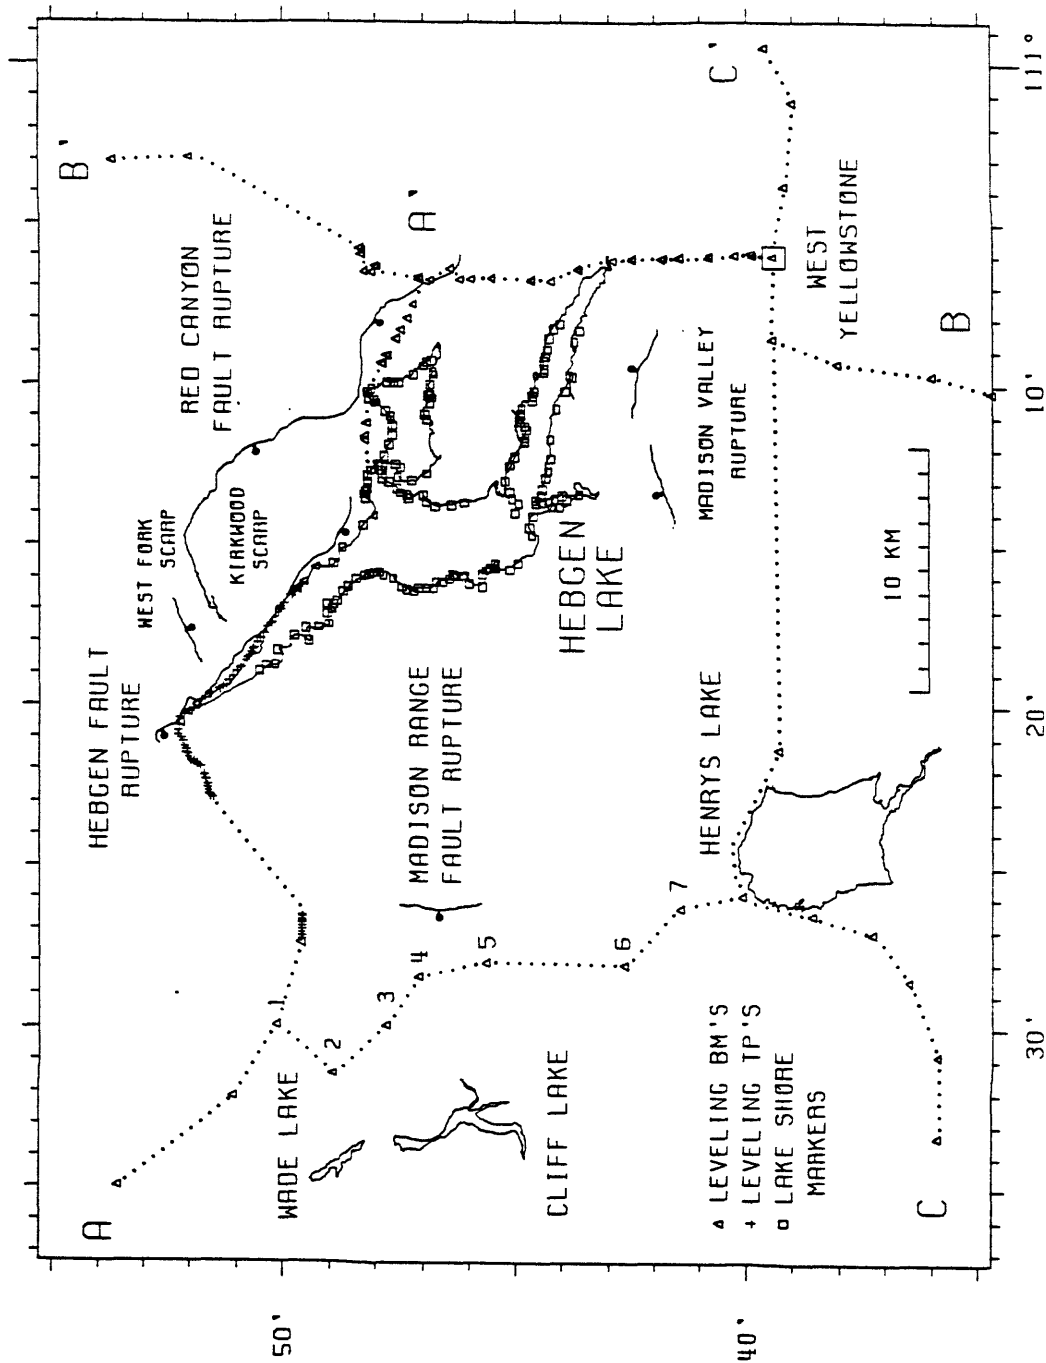 A
B'
HEBGEN FAULT
RUPTURE
WEST FORK
SCARP
RED CANYON
FAULT RUPTURE
KIRKWOOD
SCARP
A'
50'
1
2
3
4
5
6
7
WADE LAKE
MADISON RANGE
FAULT RUPTURE
CLIFF LAKE
HEBGEN
LAKE
MADISON VALLEY
RUPTURE
C'
HENRYS LAKE
WEST
YELLOWSTONE
40'
△ LEVELING BM'S
+ LEVELING TP'S
□ LAKE SHORE
MARKERS
10 KM
C
B
30'
20'
10'
111°